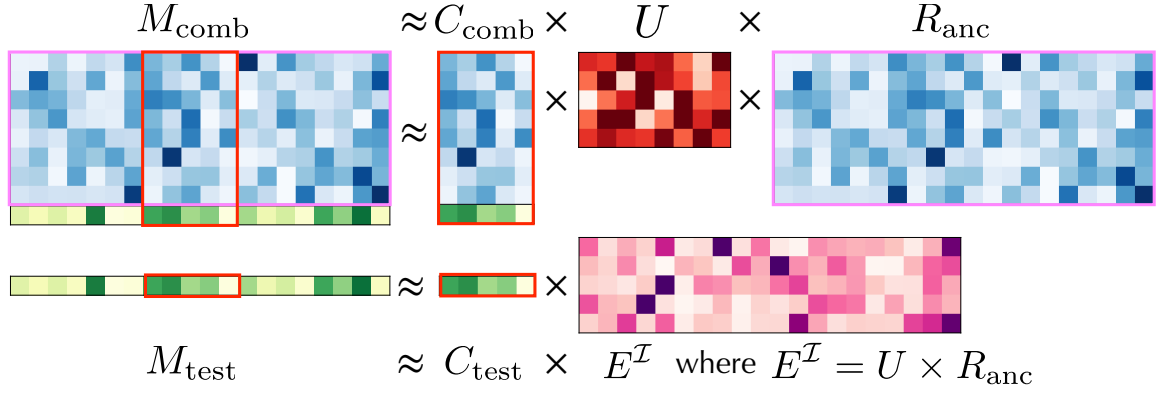 M_comb ≈ C_comb × U × R_anc
≈ × ×
≈ ×
M_test ≈ C_test × E^ℐ where E^ℐ = U × R_anc